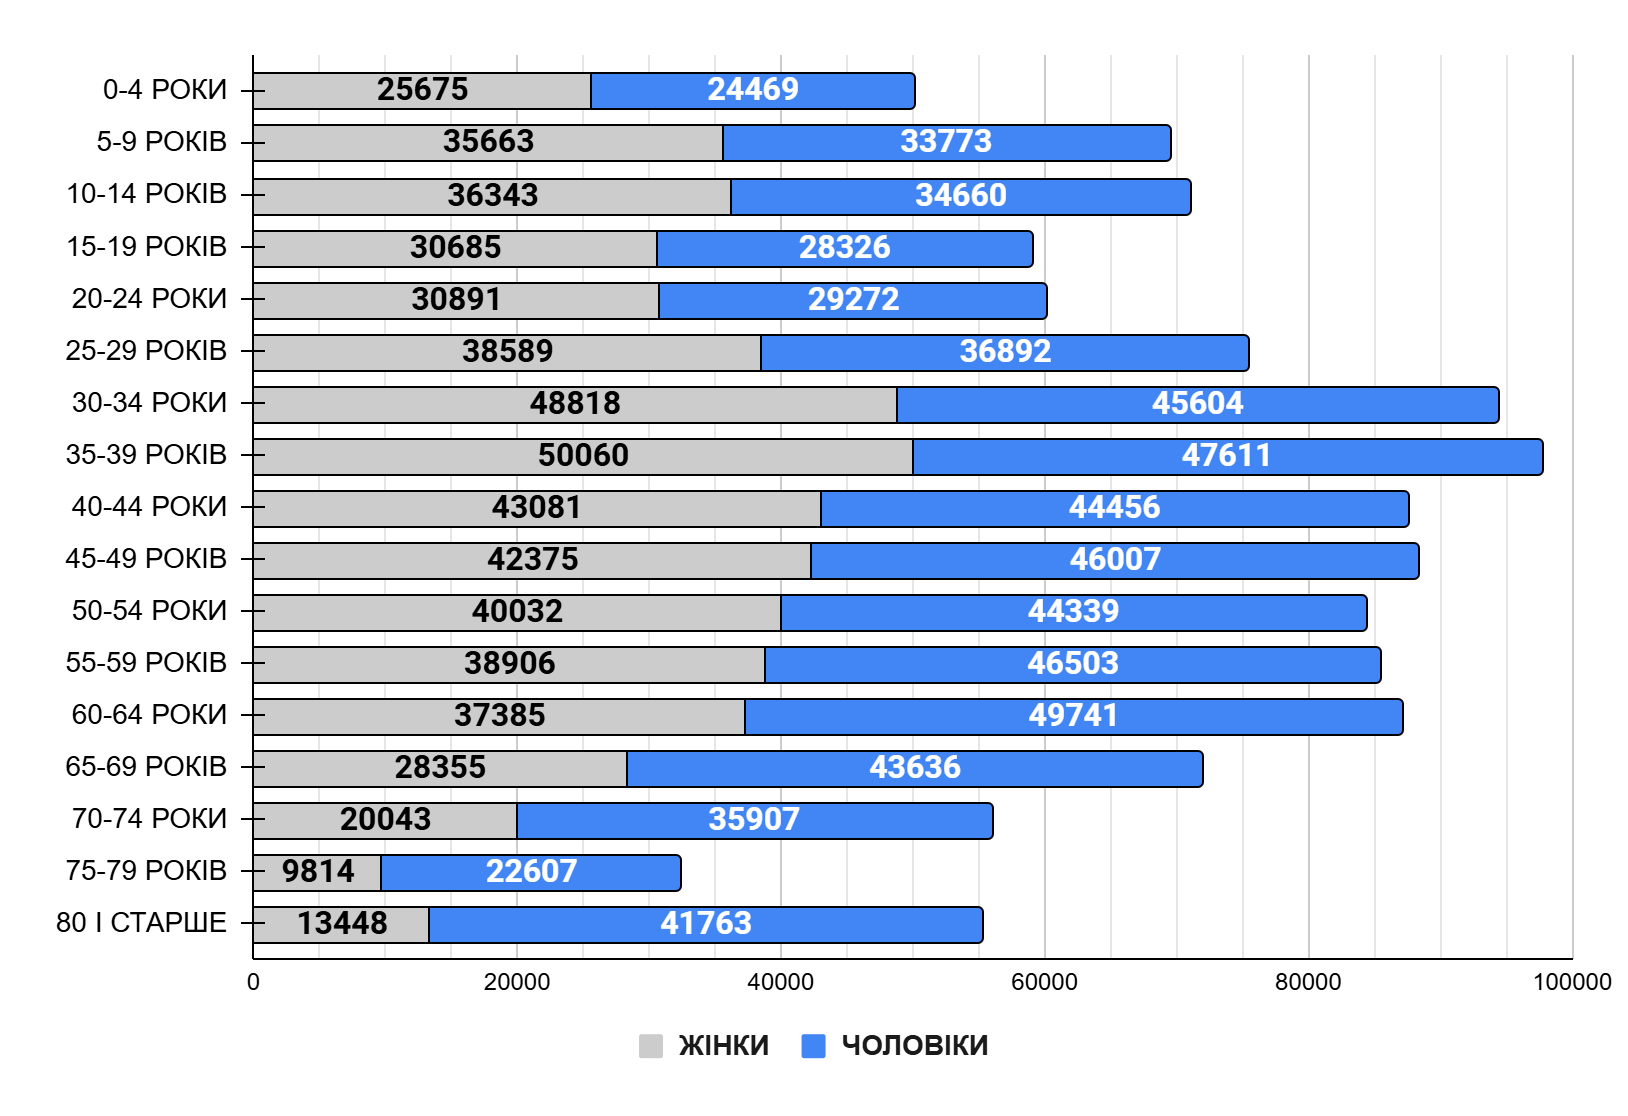 0-4 РОКИ 25675 24469
5-9 РОКІВ 35663 33773
10-14 РОКІВ 36343 34660
15-19 РОКІВ 30685 28326
20-24 РОКИ 30891 29272
25-29 РОКІВ 38589 36892
30-34 РОКИ 48818 45604
35-39 РОКІВ 50060 47611
40-44 РОКИ 43081 44456
45-49 РОКІВ 42375 46007
50-54 РОКИ 40032 44339
55-59 РОКІВ 38906 46503
60-64 РОКИ 37385 49741
65-69 РОКІВ 28355 43636
70-74 РОКИ 20043 35907
75-79 РОКІВ 9814 22607
80 І СТАРШЕ 13448 41763
0 20000 40000 60000 80000 100000
ЖІНКИ ЧОЛОВІКИ